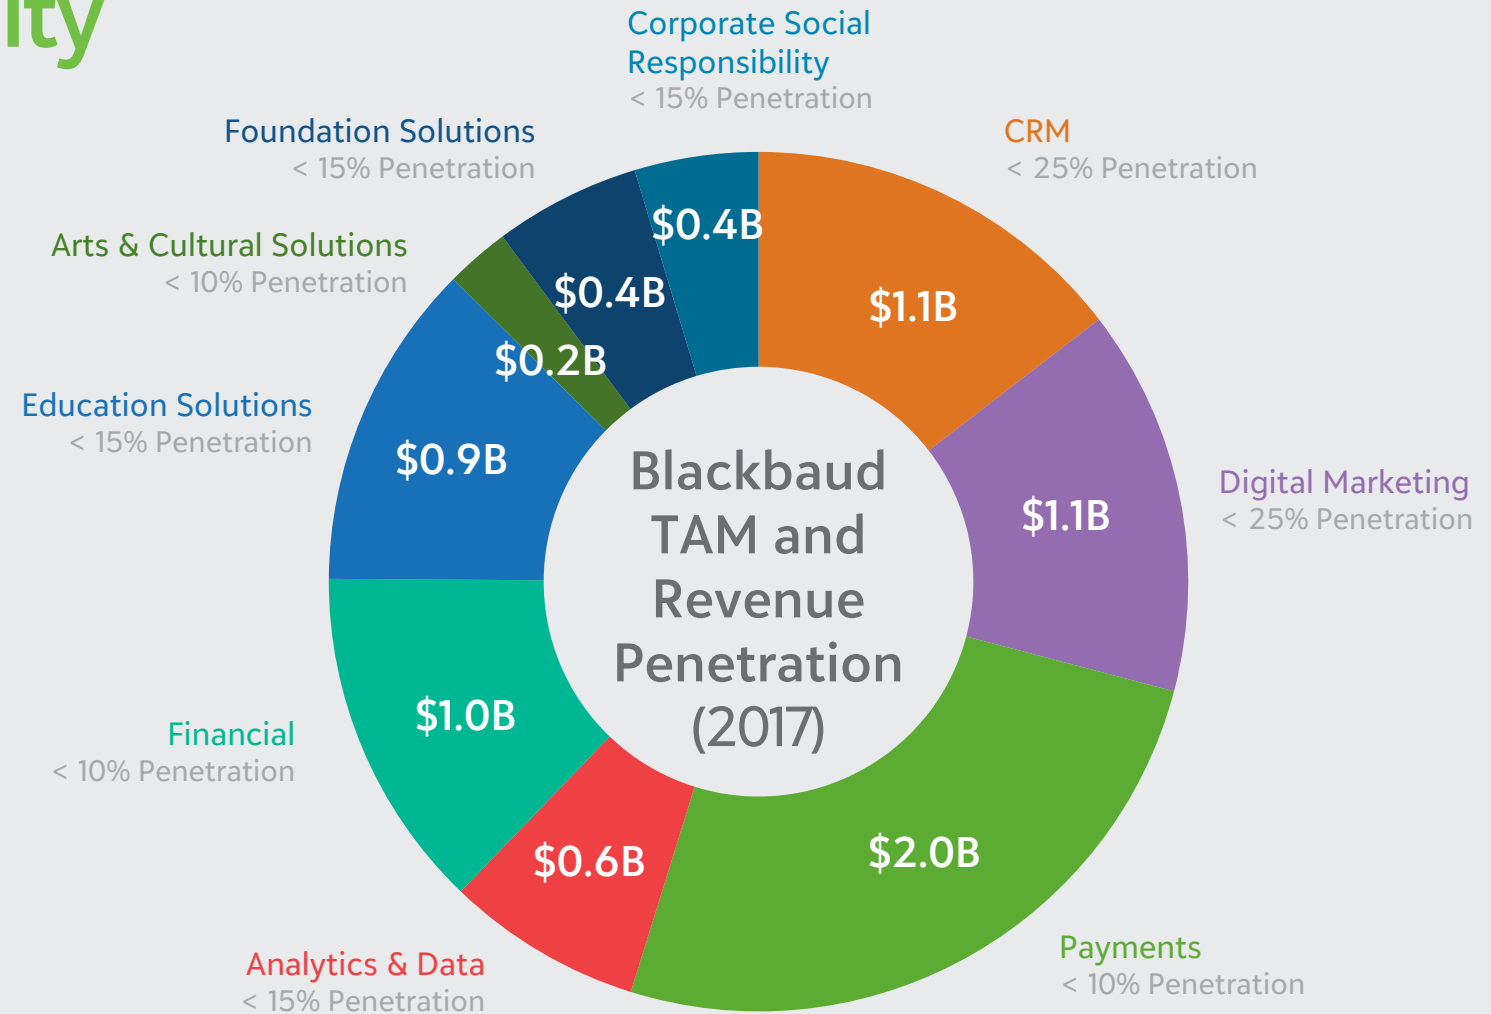 ity
Corporate Social
Responsibility
< 15% Penetration
Foundation Solutions
< 15% Penetration
CRM
< 25% Penetration
Arts & Cultural Solutions
< 10% Penetration
Education Solutions
< 15% Penetration
Digital Marketing
< 25% Penetration
Financial
< 10% Penetration
Analytics & Data
< 15% Penetration
Payments
< 10% Penetration
$0.4B
$0.4B
$1.1B
$0.2B
$0.9B
$1.1B
$1.0B
$0.6B
$2.0B
Blackbaud
TAM and
Revenue
Penetration
(2017)